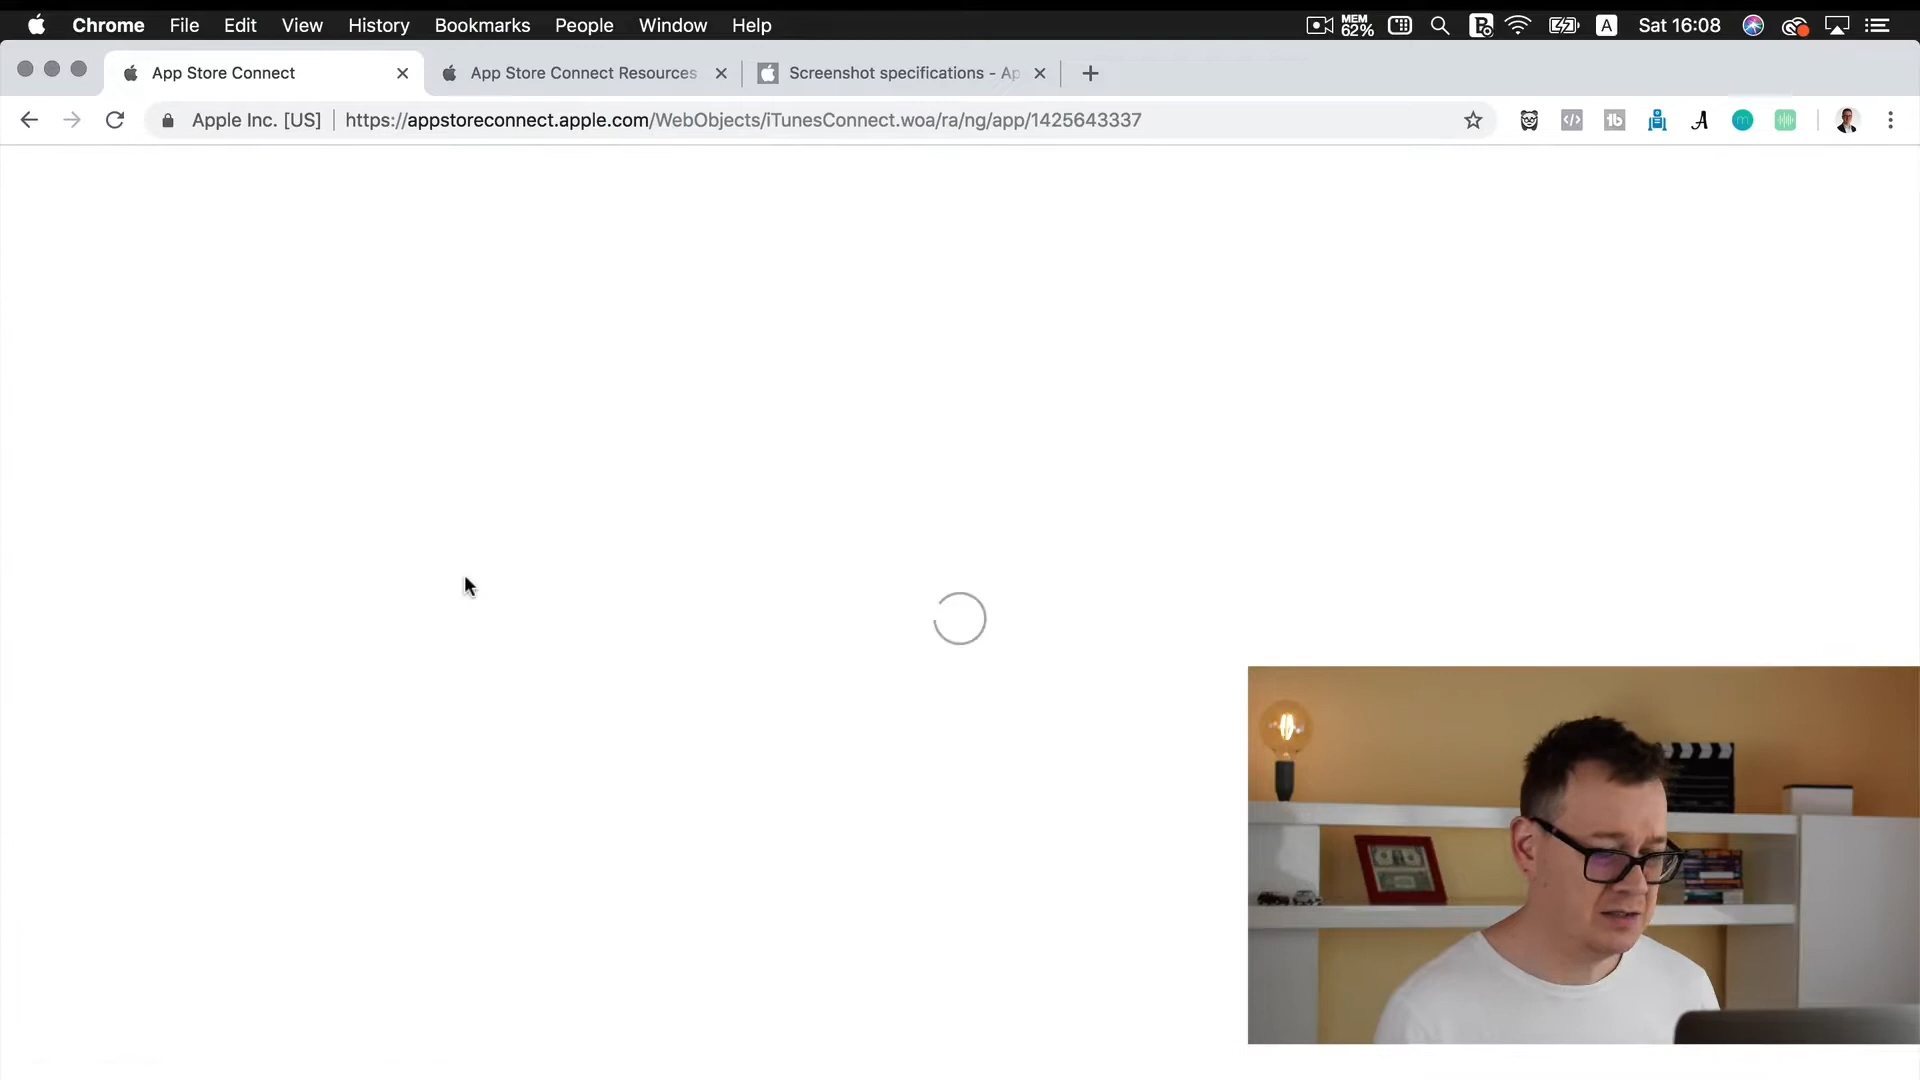 Chrome File Edit View History Bookmarks People Window Help MEM 62% A Sat 16:08
App Store Connect App Store Connect Resources Screenshot specifications - Ap
Apple Inc. [US] https://appstoreconnect.apple.com/WebObjects/iTunesConnect.woa/ra/ng/app/1425643337